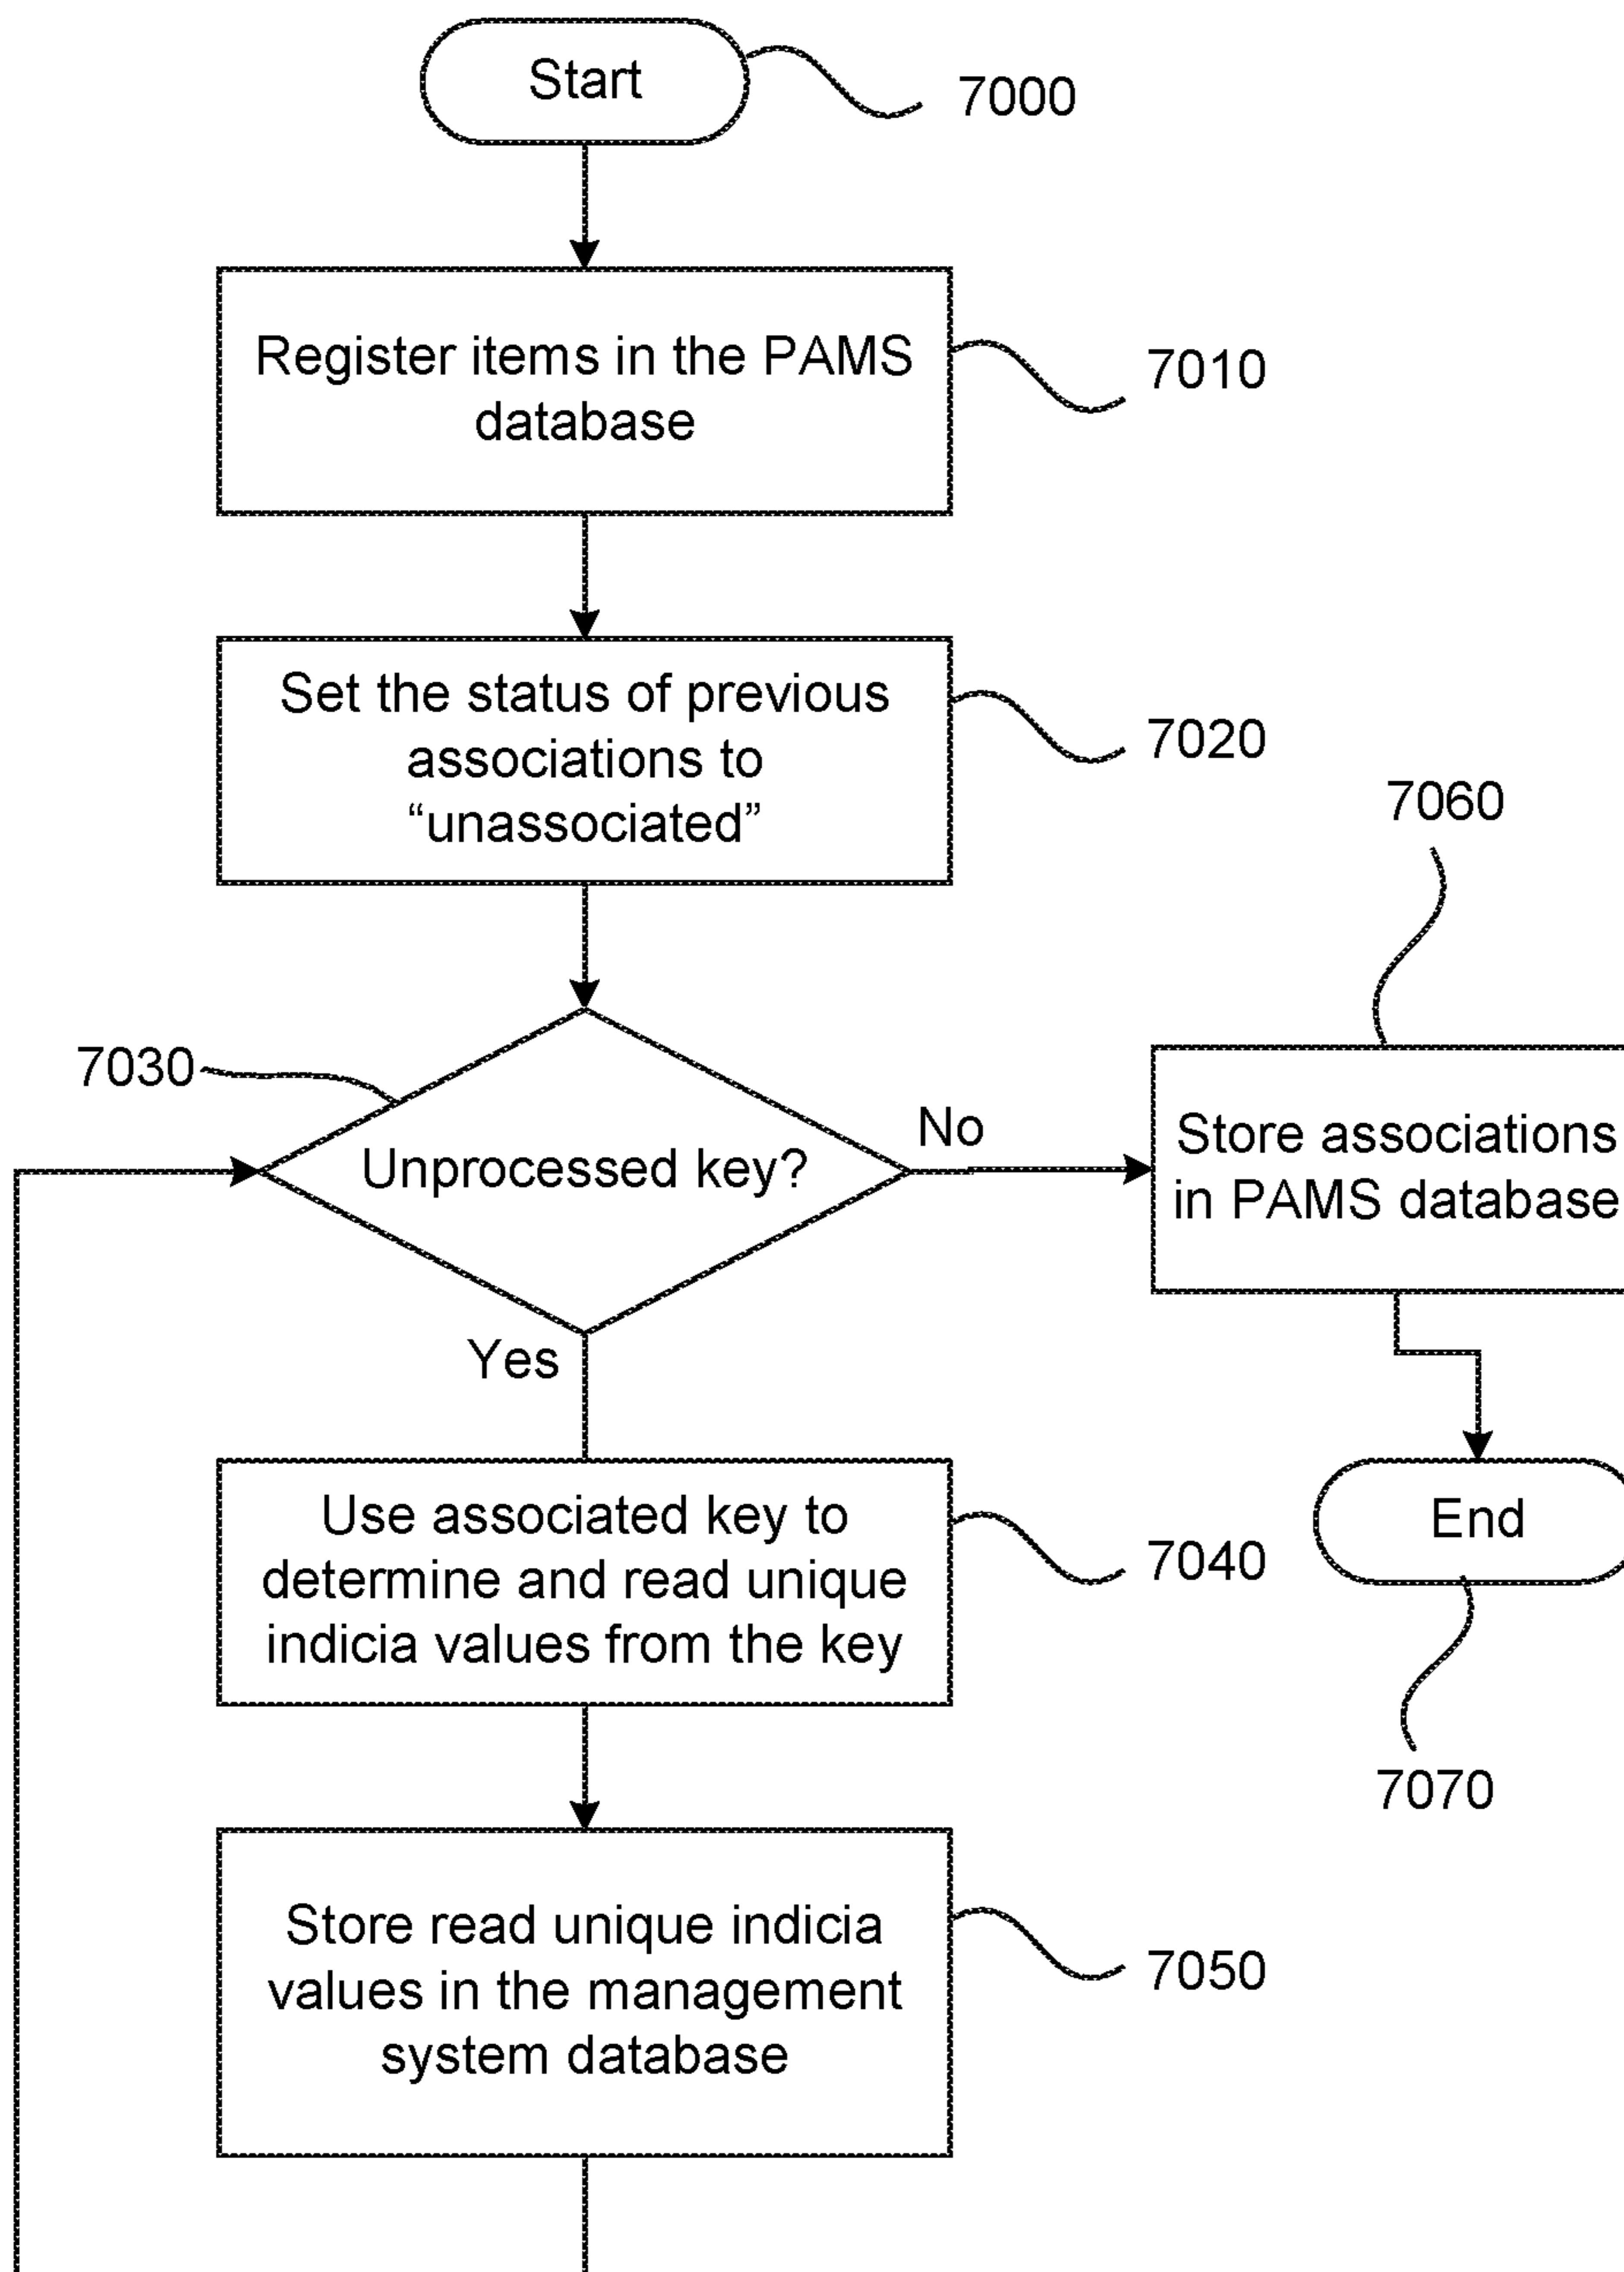 Start
7000
Register items in the PAMS
database
7010
Set the status of previous
associations to
“unassociated”
7020
7060
7030
Unprocessed key?
No
Store associations
in PAMS database
Yes
Use associated key to
determine and read unique
indicia values from the key
7040
End
7070
Store read unique indicia
values in the management
system database
7050